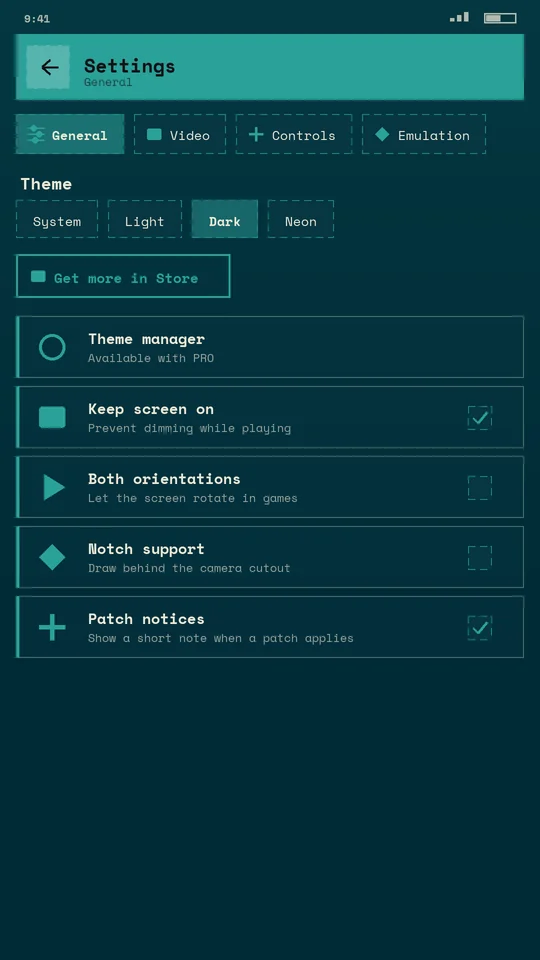 9:41
Settings
General
General
Video
Controls
Emulation
Theme
System
Light
Dark
Neon
Get more in Store
Theme manager
Available with PRO
Keep screen on
Prevent dimming while playing
Both orientations
Let the screen rotate in games
Notch support
Draw behind the camera cutout
Patch notices
Show a short note when a patch applies